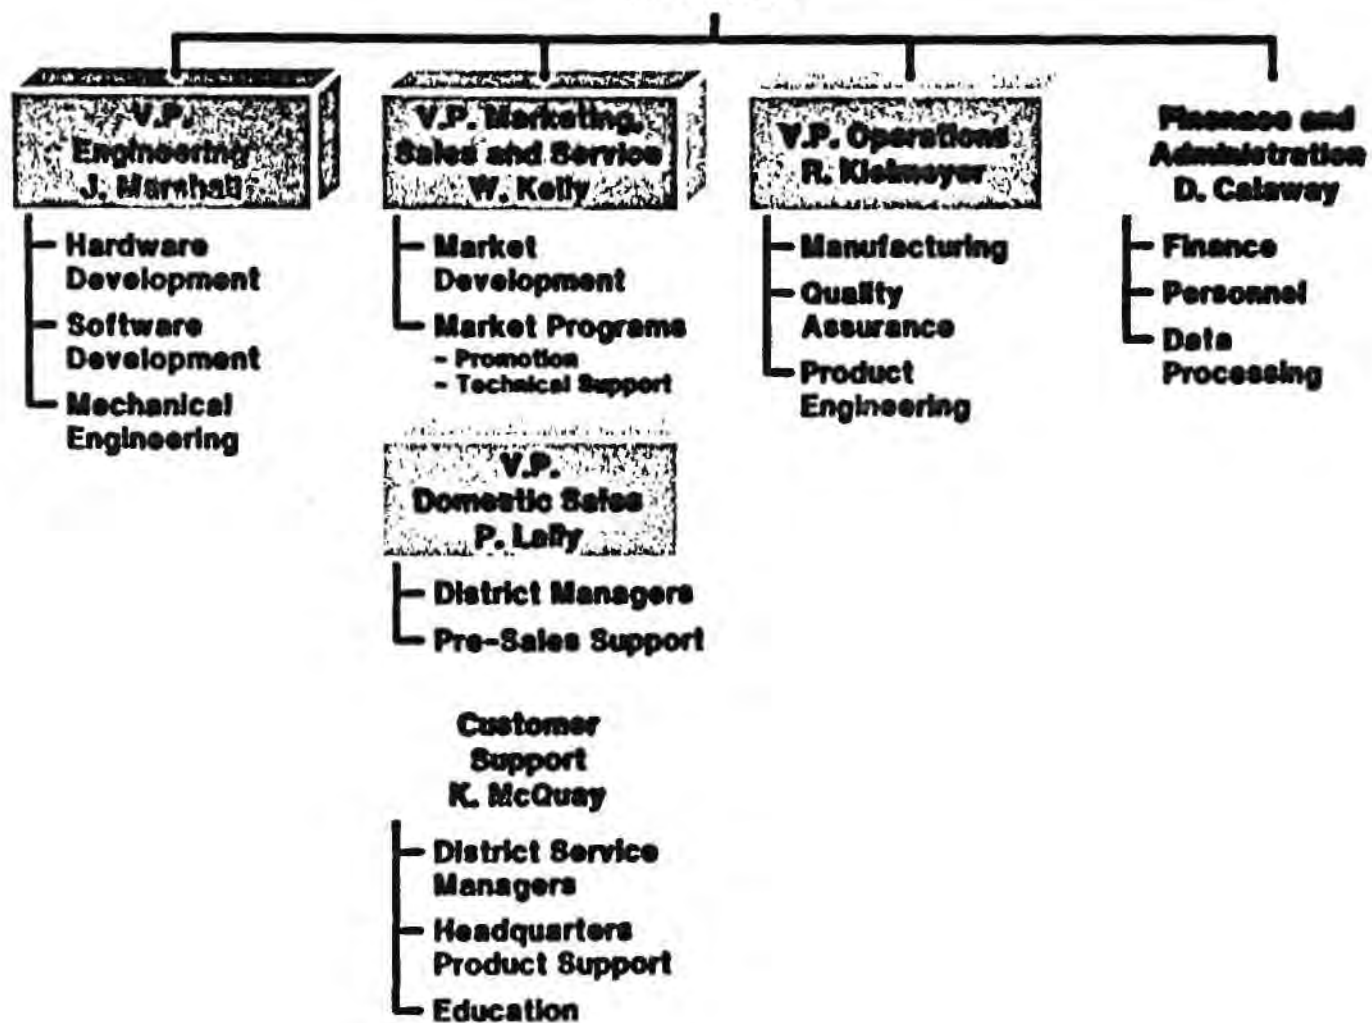 V.P.
Engineering
J. Marshall
Hardware
Development
Software
Development
Mechanical
Engineering
V.P. Marketing,
Sales and Service
W. Kelly
Market
Development
Market Programs
- Promotion
- Technical Support
V.P.
Domestic Sales
P. Lally
District Managers
Pre-Sales Support
Customer
Support
K. McQuay
District Service
Managers
Headquarters
Product Support
Education
V.P. Operations
R.
Manufacturing
Quality
Assurance
Product
Engineering
Finance and
Administration
D. Calaway
Finance
Personnel
Data
Processing